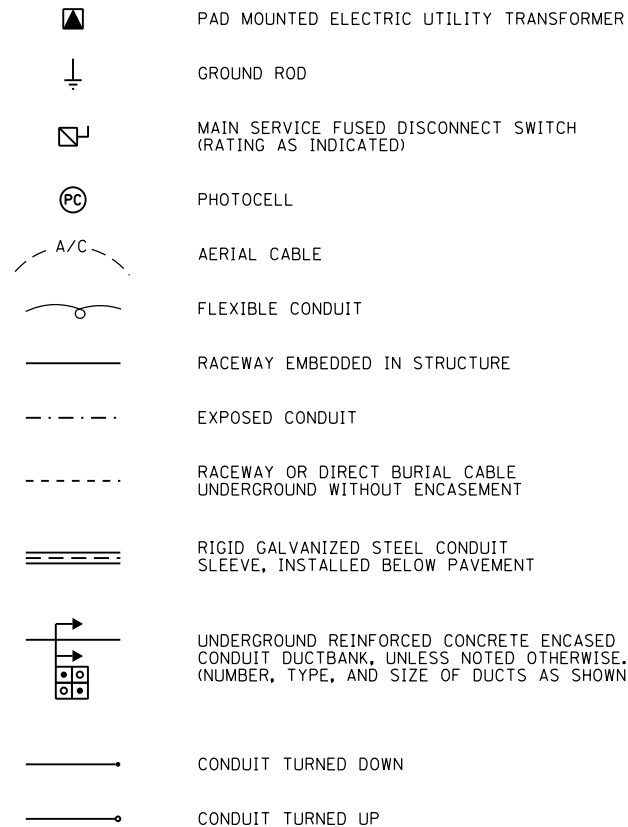 PAD MOUNTED ELECTRIC UTILITY TRANSFORMER
GROUND ROD
MAIN SERVICE FUSED DISCONNECT SWITCH
(RATING AS INDICATED)
PC
PHOTOCELL
A/C
AERIAL CABLE
FLEXIBLE CONDUIT
RACEWAY EMBEDDED IN STRUCTURE
EXPOSED CONDUIT
RACEWAY OR DIRECT BURIAL CABLE
UNDERGROUND WITHOUT ENCASEMENT
RIGID GALVANIZED STEEL CONDUIT
SLEEVE, INSTALLED BELOW PAVEMENT
UNDERGROUND REINFORCED CONCRETE ENCASED
CONDUIT DUCTBANK, UNLESS NOTED OTHERWISE.
(NUMBER, TYPE, AND SIZE OF DUCTS AS SHOWN
CONDUIT TURNED DOWN
CONDUIT TURNED UP